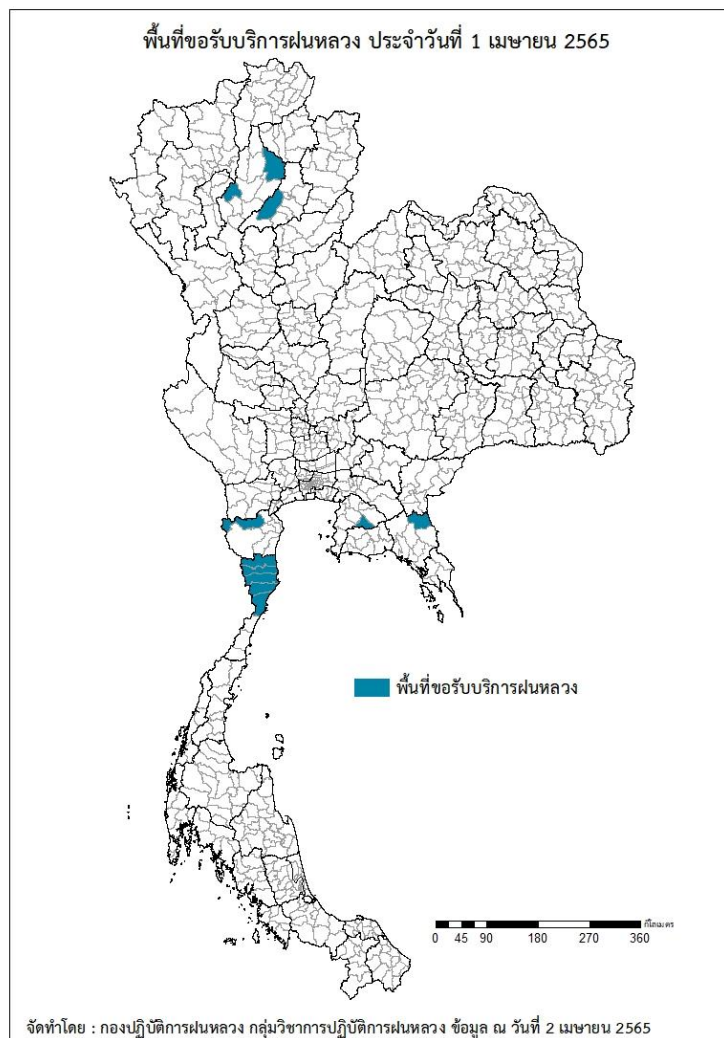 พื้นที่ขอรับบริการฝนหลวง ประจำวันที่ 1 เมษายน 2565
พื้นที่ขอรับบริการฝนหลวง
กิโลเมตร
0 45 90 180 270 360
จัดทำโดย : กองปฏิบัติการฝนหลวง กลุ่มวิชาการปฏิบัติการฝนหลวง ข้อมูล ณ วันที่ 2 เมษายน 2565